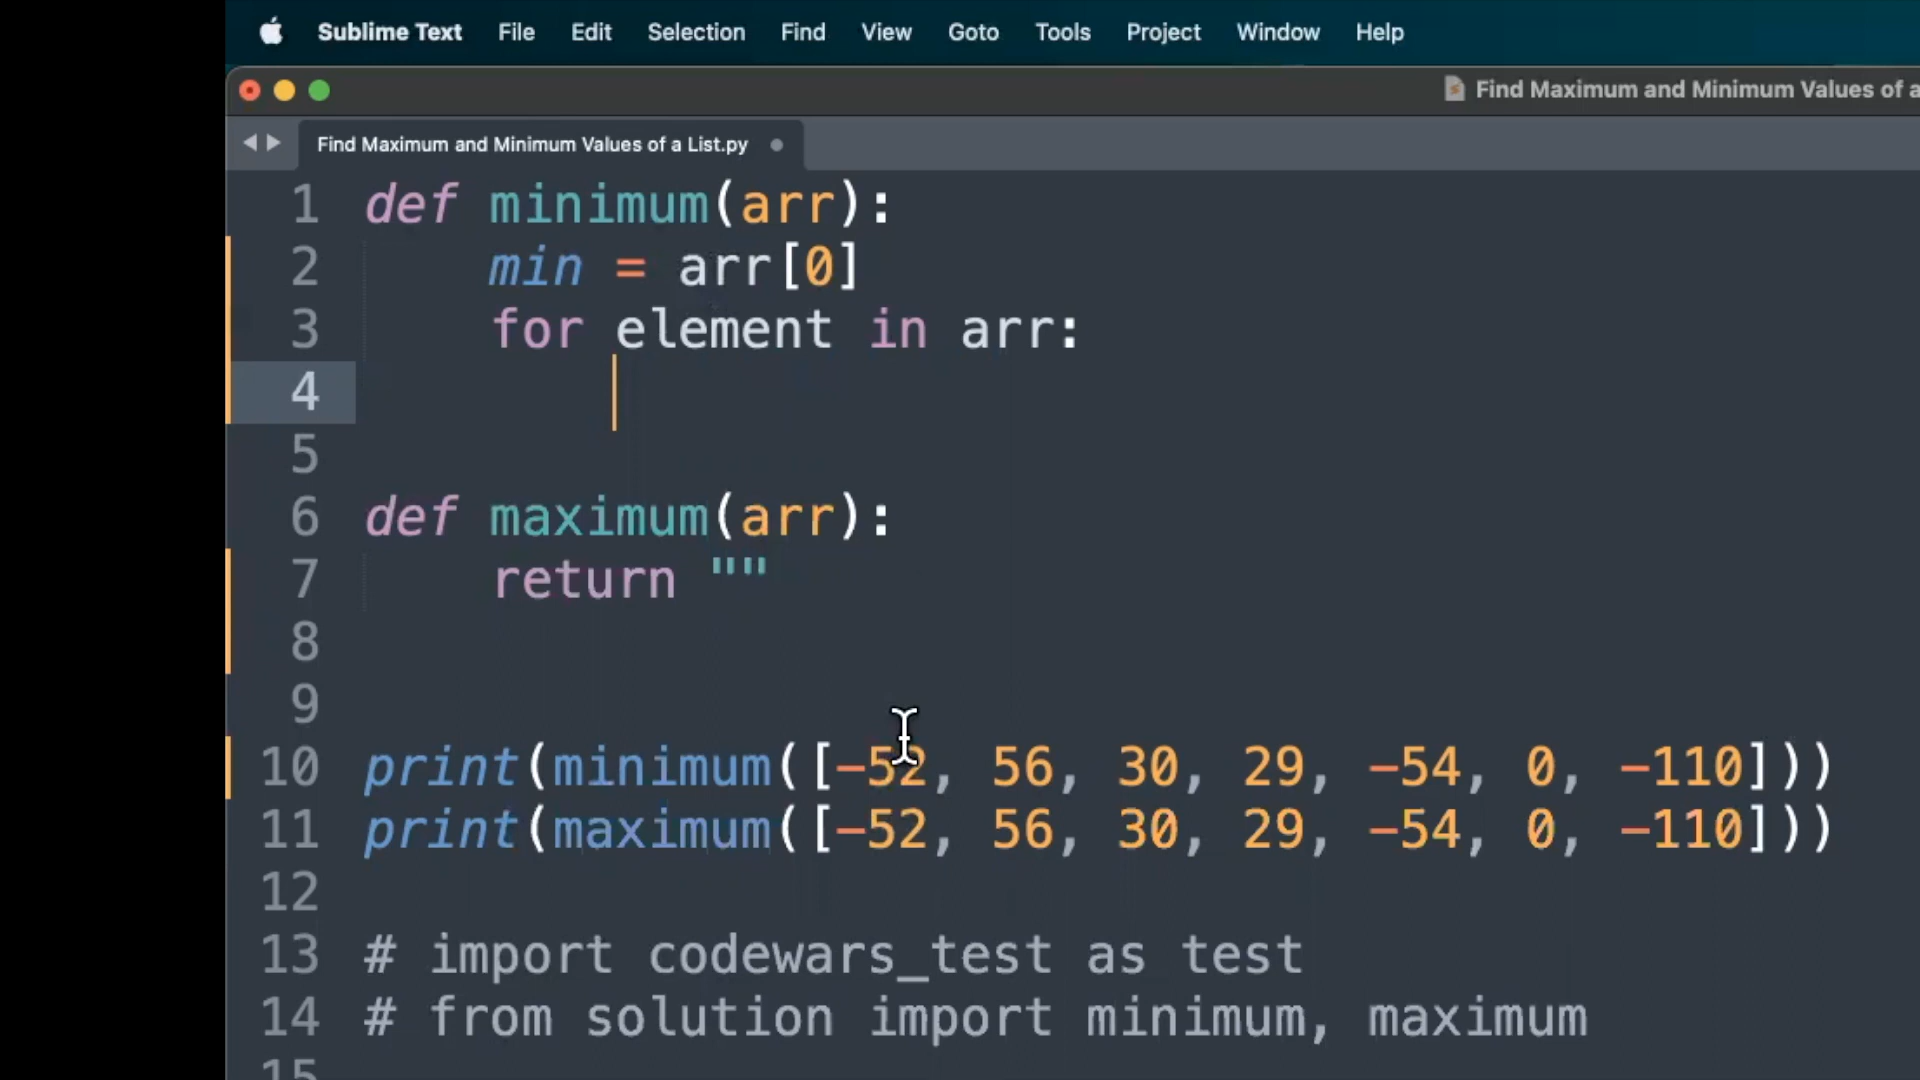 Sublime Text File Edit Selection Find View Goto Tools Project Window Help
Find Maximum and Minimum Values of a
Find Maximum and Minimum Values of a List.py
1 def minimum(arr):
2 min = arr[0]
3 for element in arr:
4
5
6 def maximum(arr):
7 return ""
8
9
10 print(minimum([-52, 56, 30, 29, -54, 0, -110]))
11 print(maximum([-52, 56, 30, 29, -54, 0, -110]))
12
13 # import codewars_test as test
14 # from solution import minimum, maximum
15